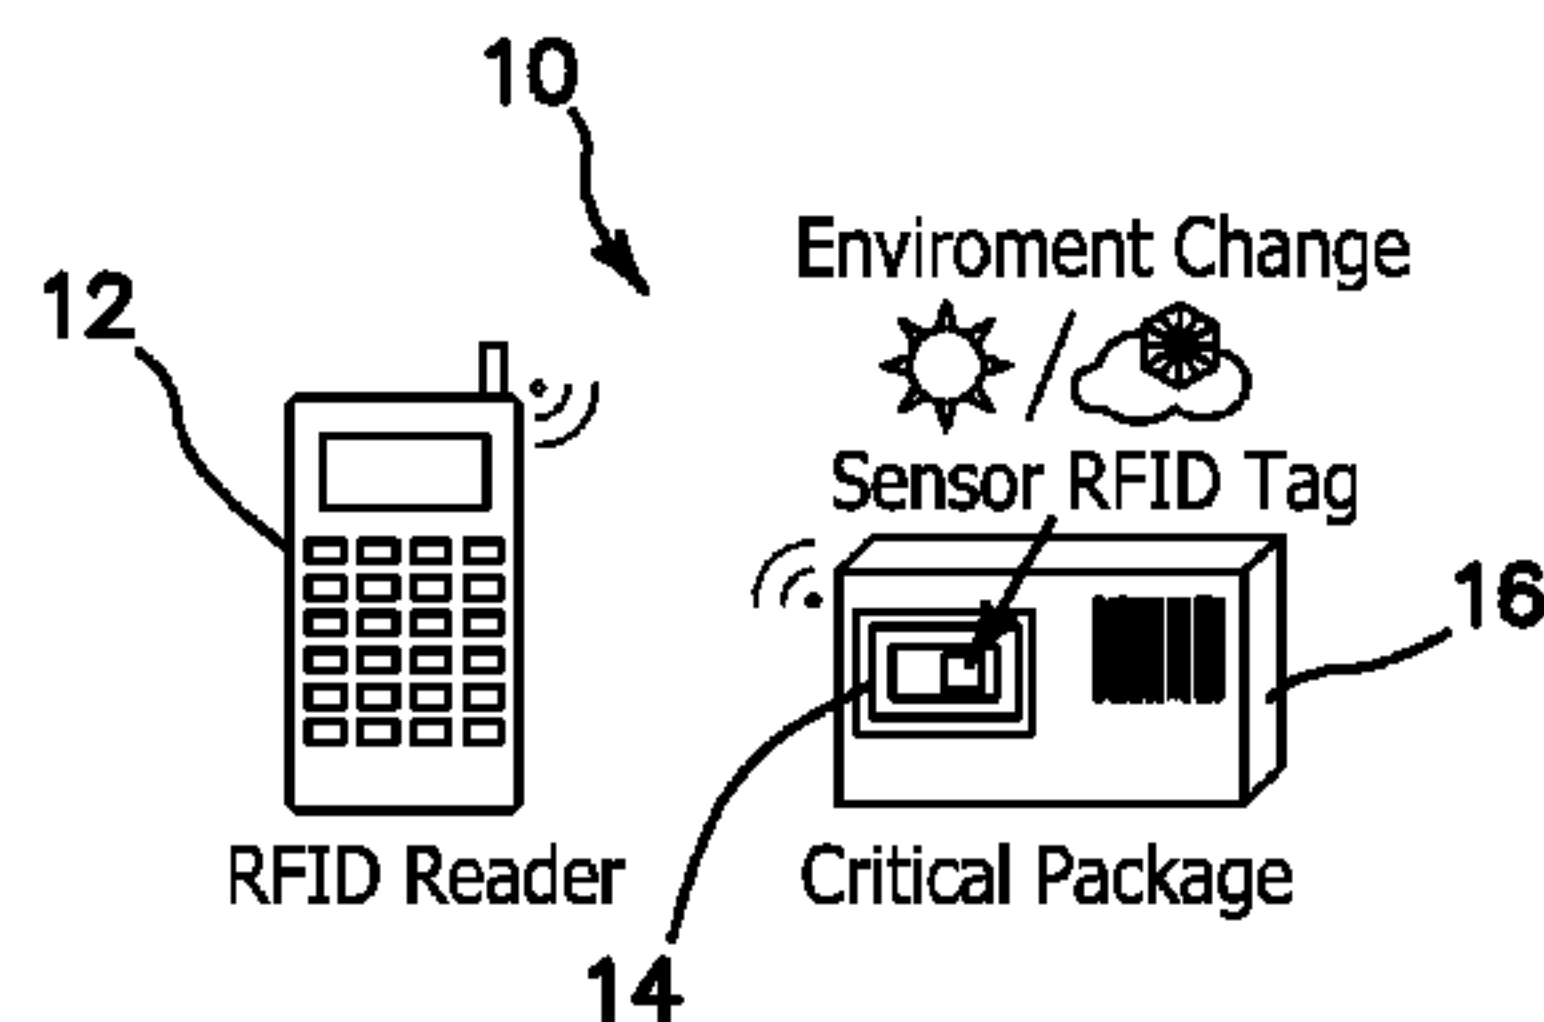 10
Enviroment Change
12
Sensor RFID Tag
16
RFID Reader
Critical Package
14